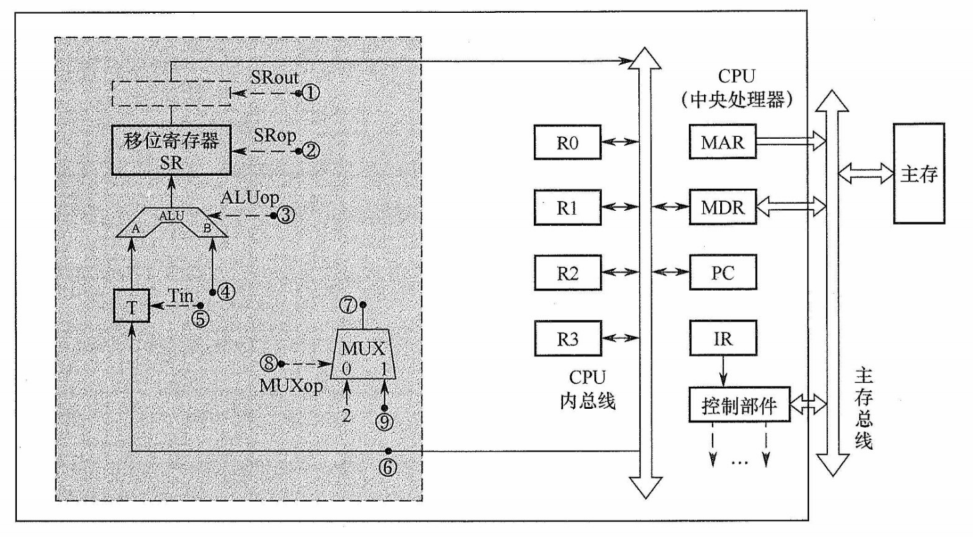 SRout
①
移位寄存器
SR
SRop
②
ALUop
③
ALU
A
B
④
T
Tin
⑤
⑦
MUX
0 1
⑧
MUXop
2
⑨
⑥
R0
R1
R2
R3
CPU
内总线
CPU
(中央处理器)
MAR
MDR
PC
IR
控制部件
…
主存总线
主存